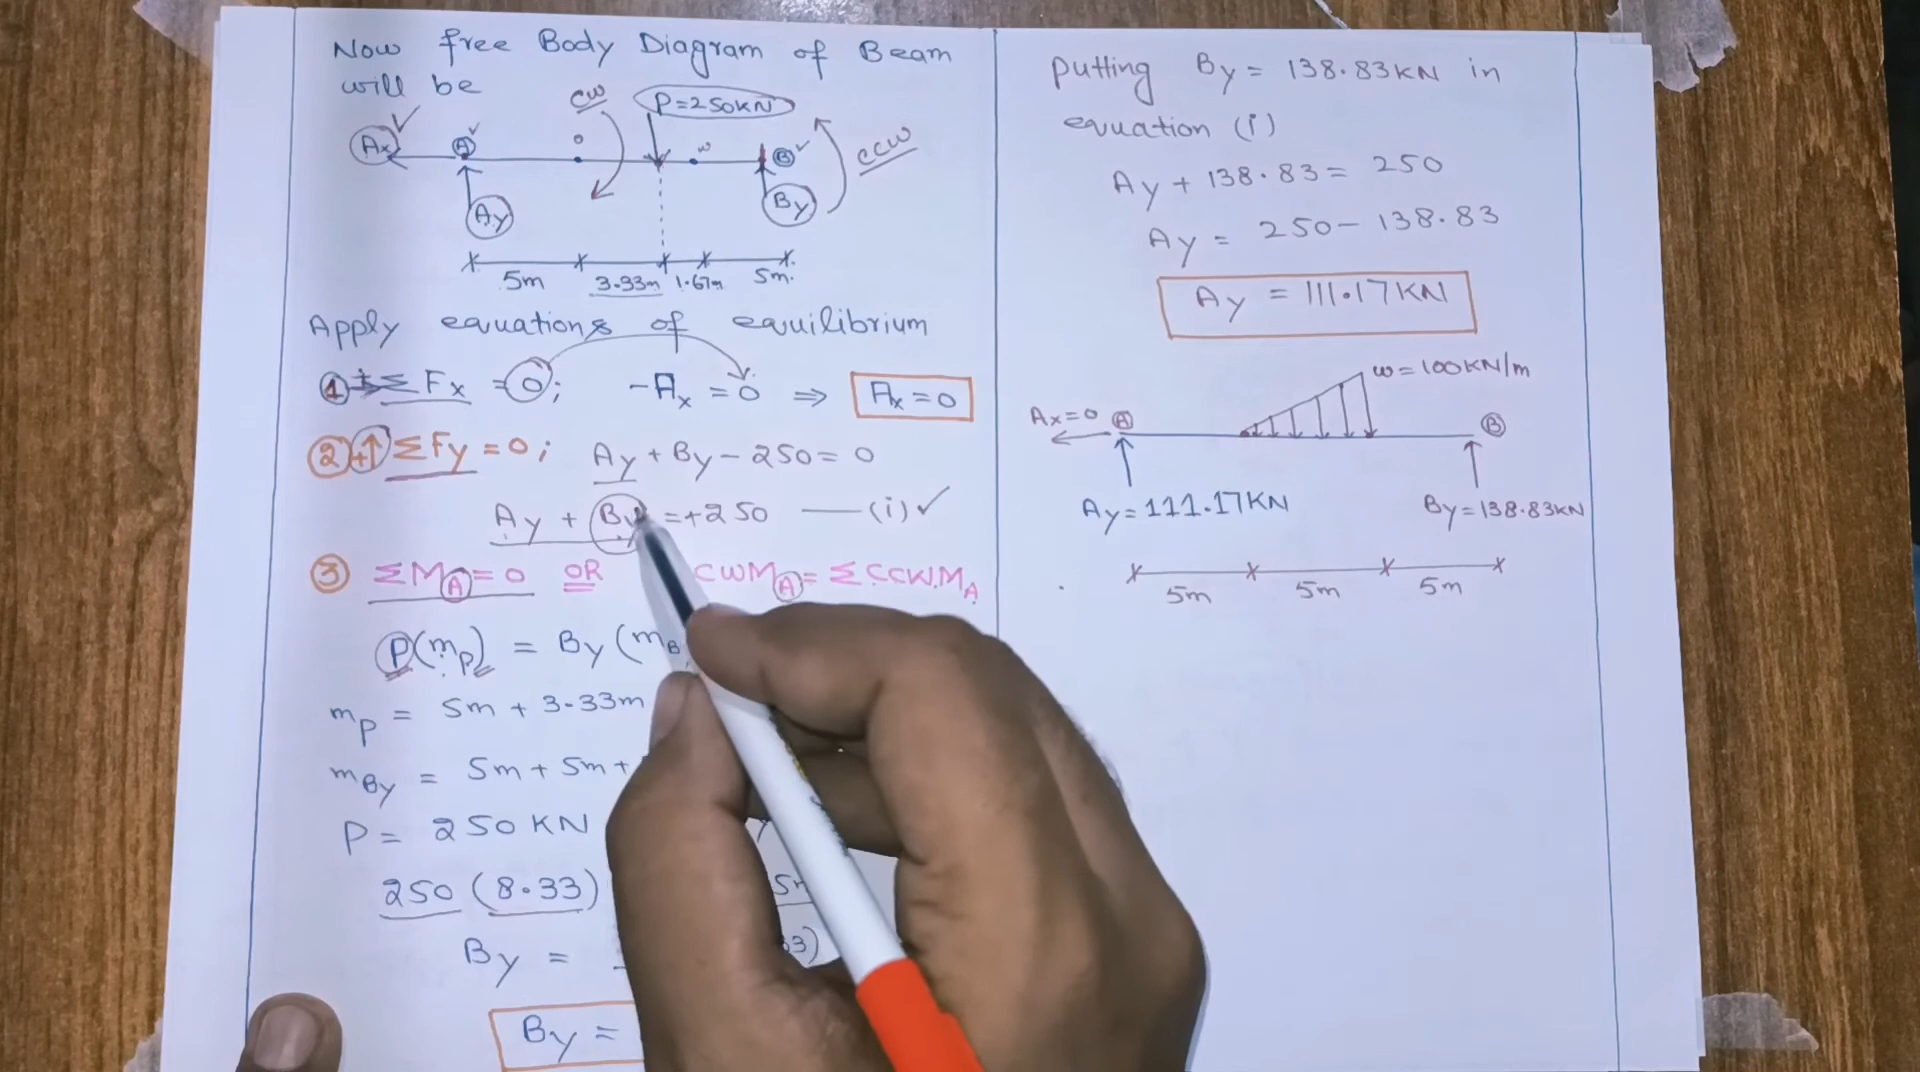 Now free Body Diagram of Beam
will be
CW
P=250KN
CCW
Ax
A
o
w
B
Ay
By
5m 3.33m 1.67m 5m.
Apply equations of equilibrium
1 + ΣFx = 0; -Ax = 0 ⇒ Ax = 0
2 +↑ ΣFy = 0; Ay + By - 250 = 0
Ay + By = +250 —— (i) ✓
3 ΣMA = 0 OR CWMA = ΣCCW.MA
P(mp) = By (mB
mp = 5m + 3.33m
mBy = 5m + 5m +
P = 250 KN
250 (8.33)
By =
By =
Putting By = 138.83KN in
equation (i)
Ay + 138.83 = 250
Ay = 250 - 138.83
Ay = 111.17KN
w = 100KN/m
Ax=0 A
B
Ay = 111.17KN By = 138.83KN
5m 5m 5m